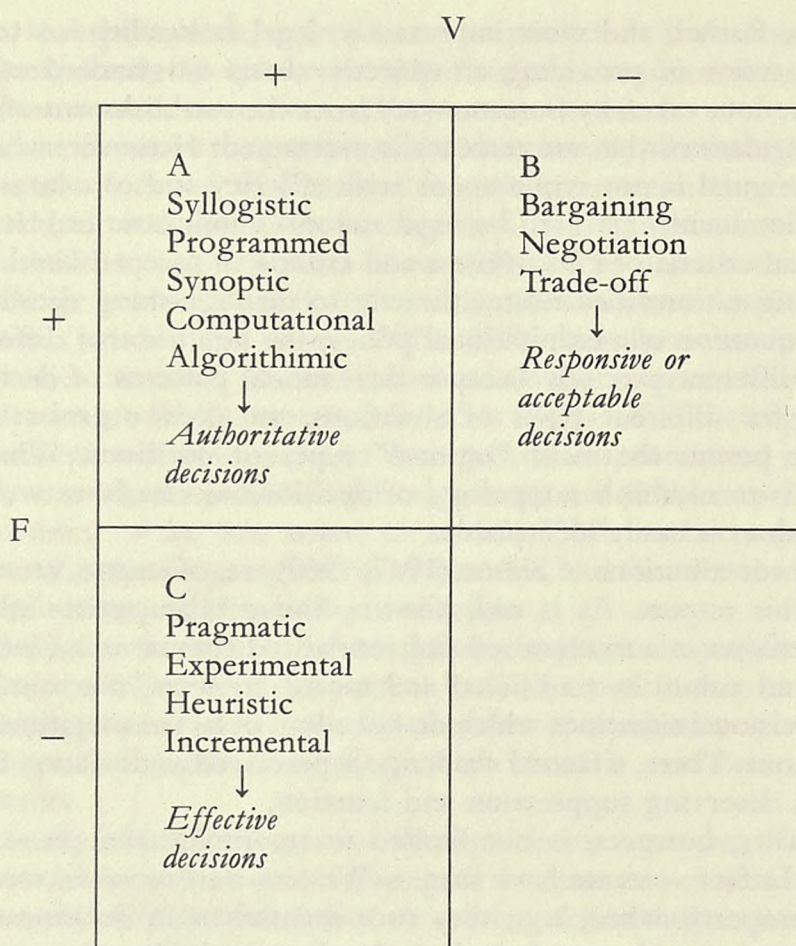 V
+ −
A
Syllogistic
Programmed
Synoptic
Computational
Algorithimic
↓
Authoritative
decisions
B
Bargaining
Negotiation
Trade-off
↓
Responsive or
acceptable
decisions
+
F
C
Pragmatic
Experimental
Heuristic
Incremental
↓
Effective
decisions
−